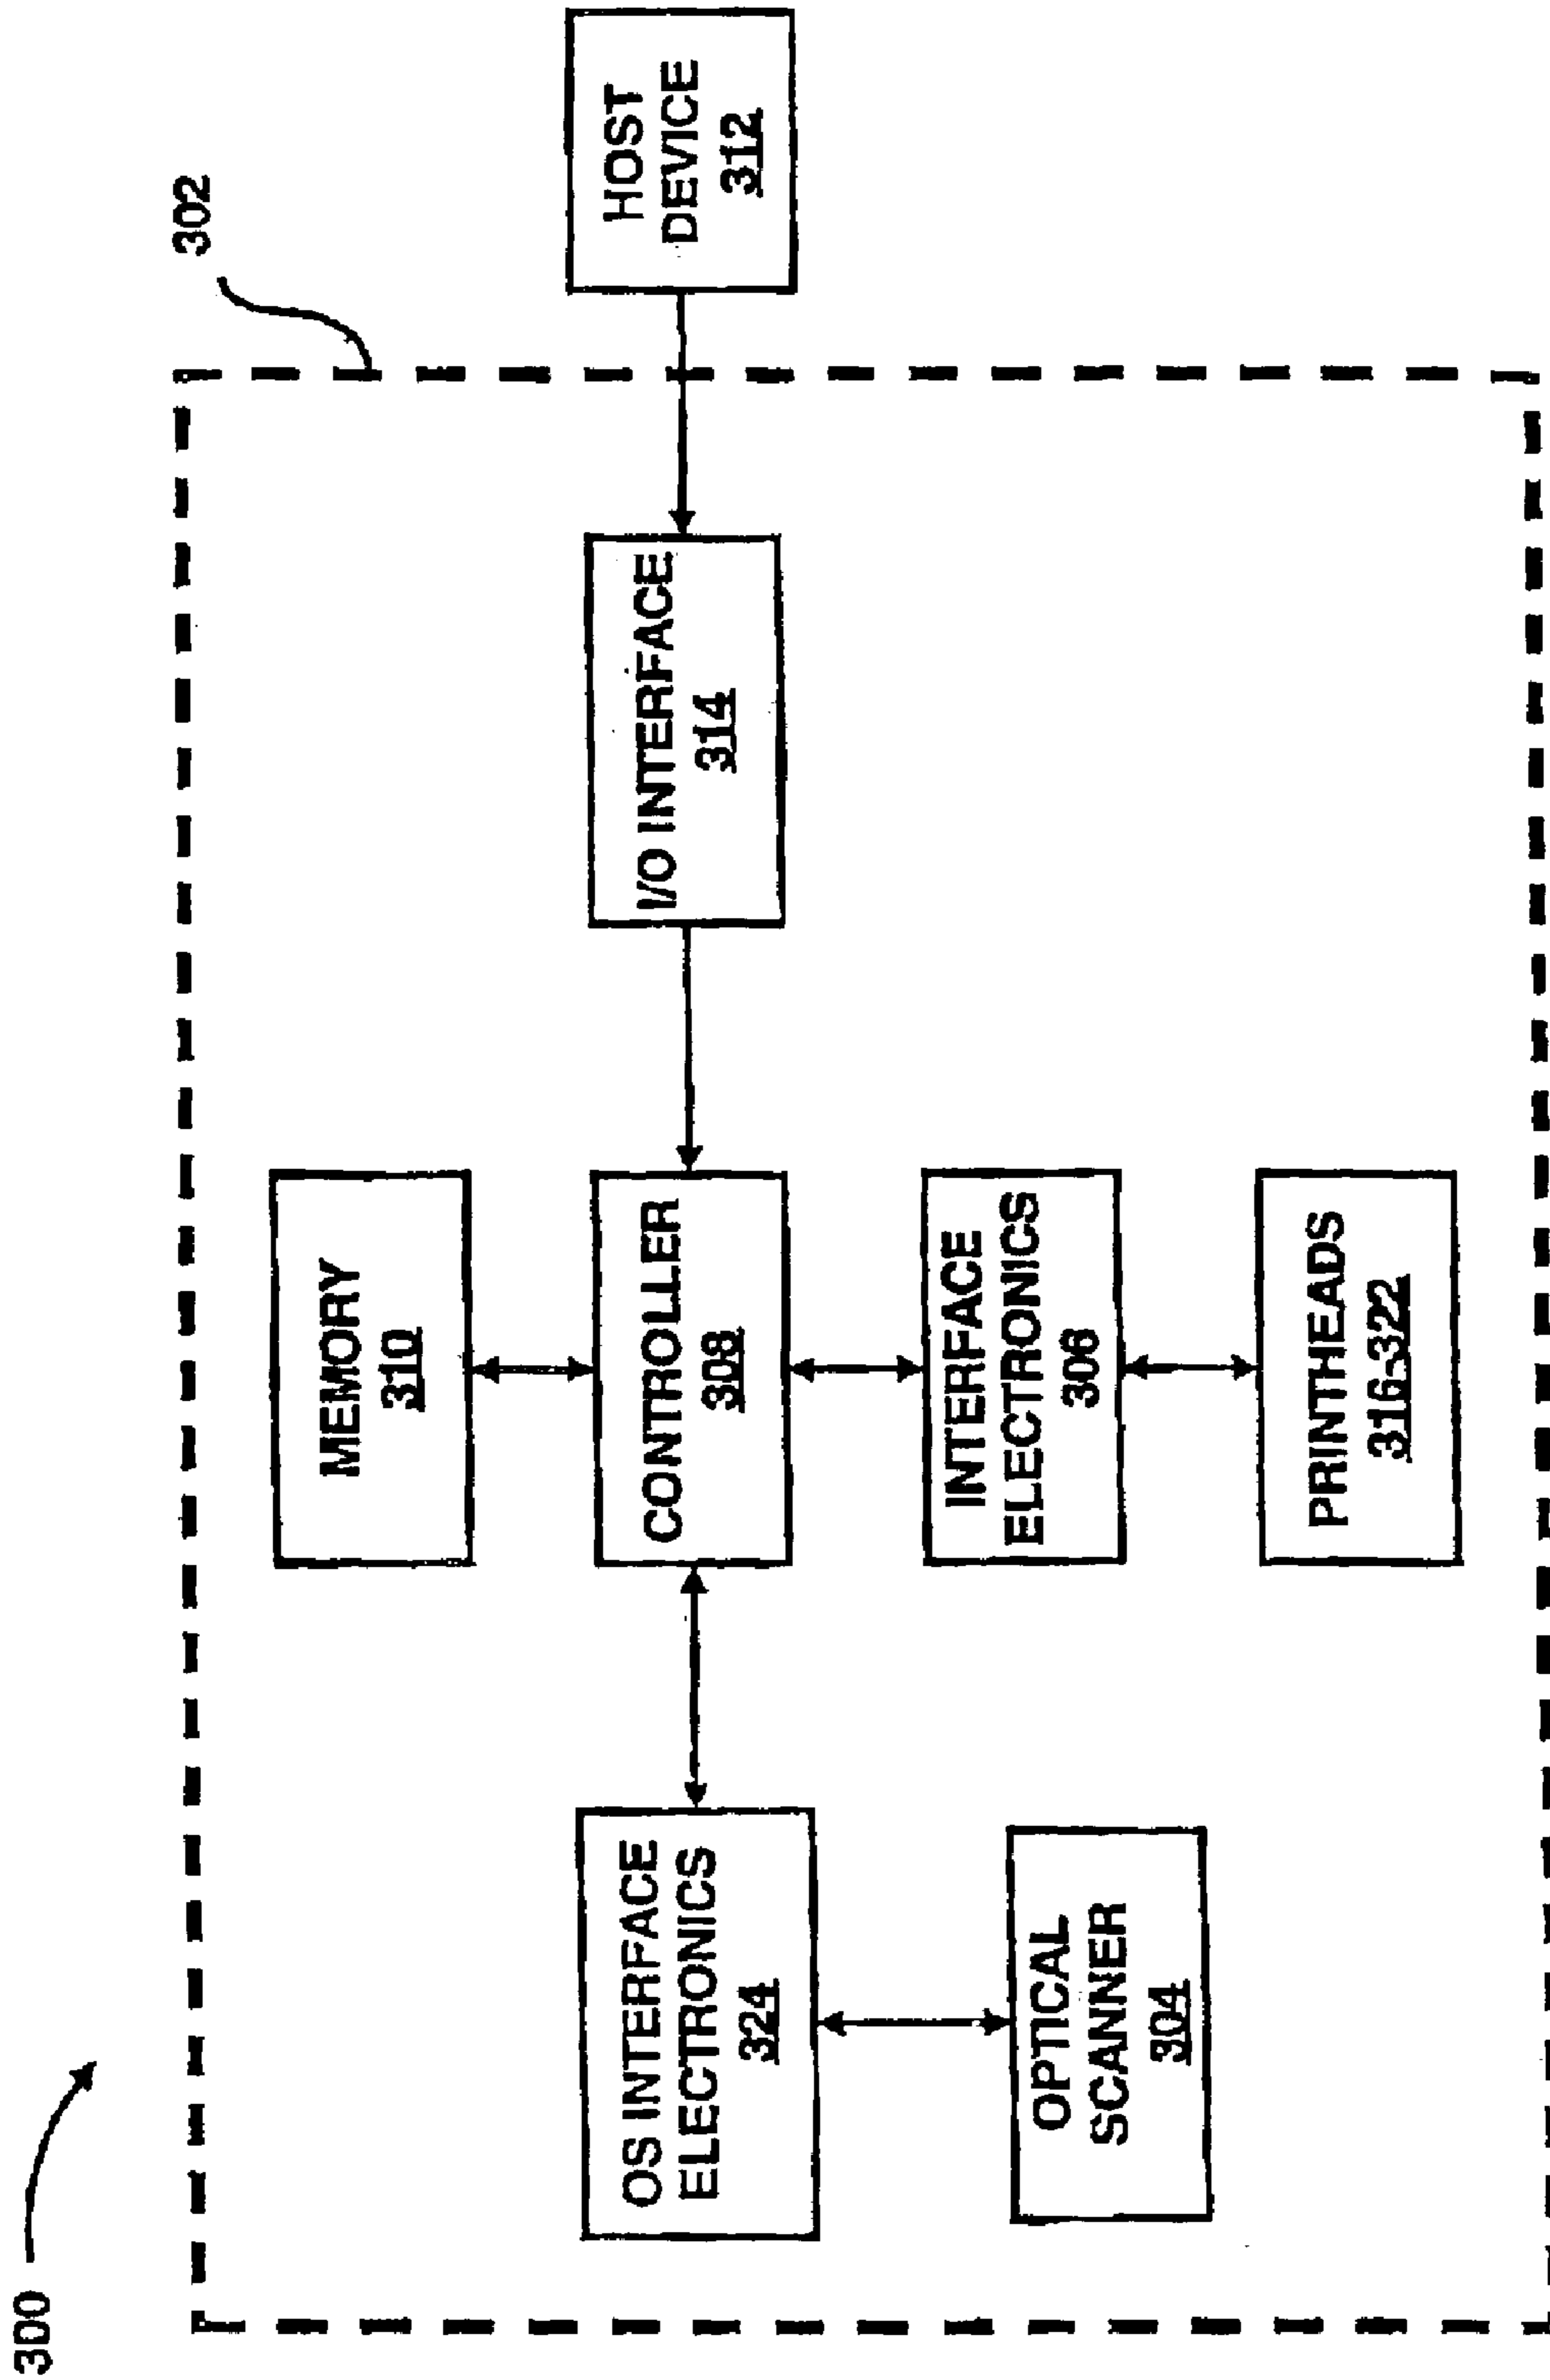 300
302
OS INTERFACE
ELECTRONICS
324
OPTICAL
SCANNER
304
MEMORY
310
CONTROLLER
308
INTERFACE
ELECTRONICS
306
PRINTHEADS
316-322
I/O INTERFACE
314
HOST
DEVICE
312